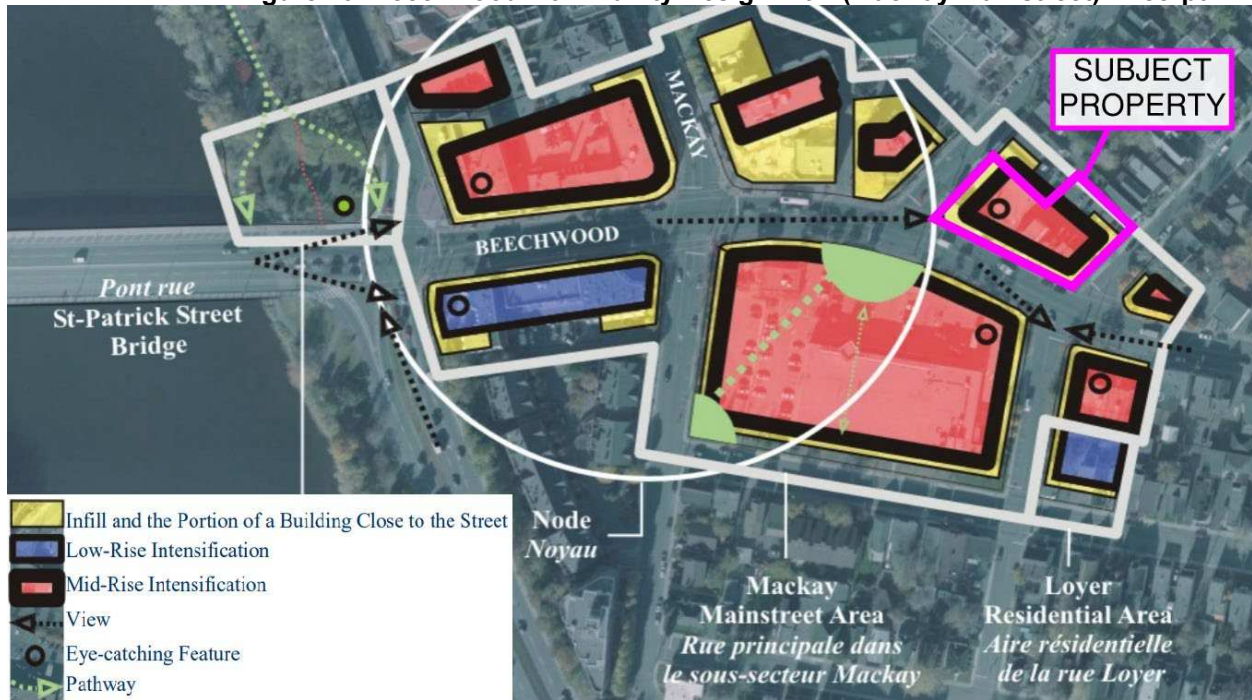 MACKAY
SUBJECT
PROPERTY
BEECHWOOD
Pont rue
St-Patrick Street
Bridge
Infill and the Portion of a Building Close to the Street
Low-Rise Intensification
Mid-Rise Intensification
View
Eye-catching Feature
Pathway
Node
Noyau
Mackay
Mainstreet Area
Rue principale dans
le sous-secteur Mackay
Loyer
Residential Area
Aire résidentielle
de la rue Loyer